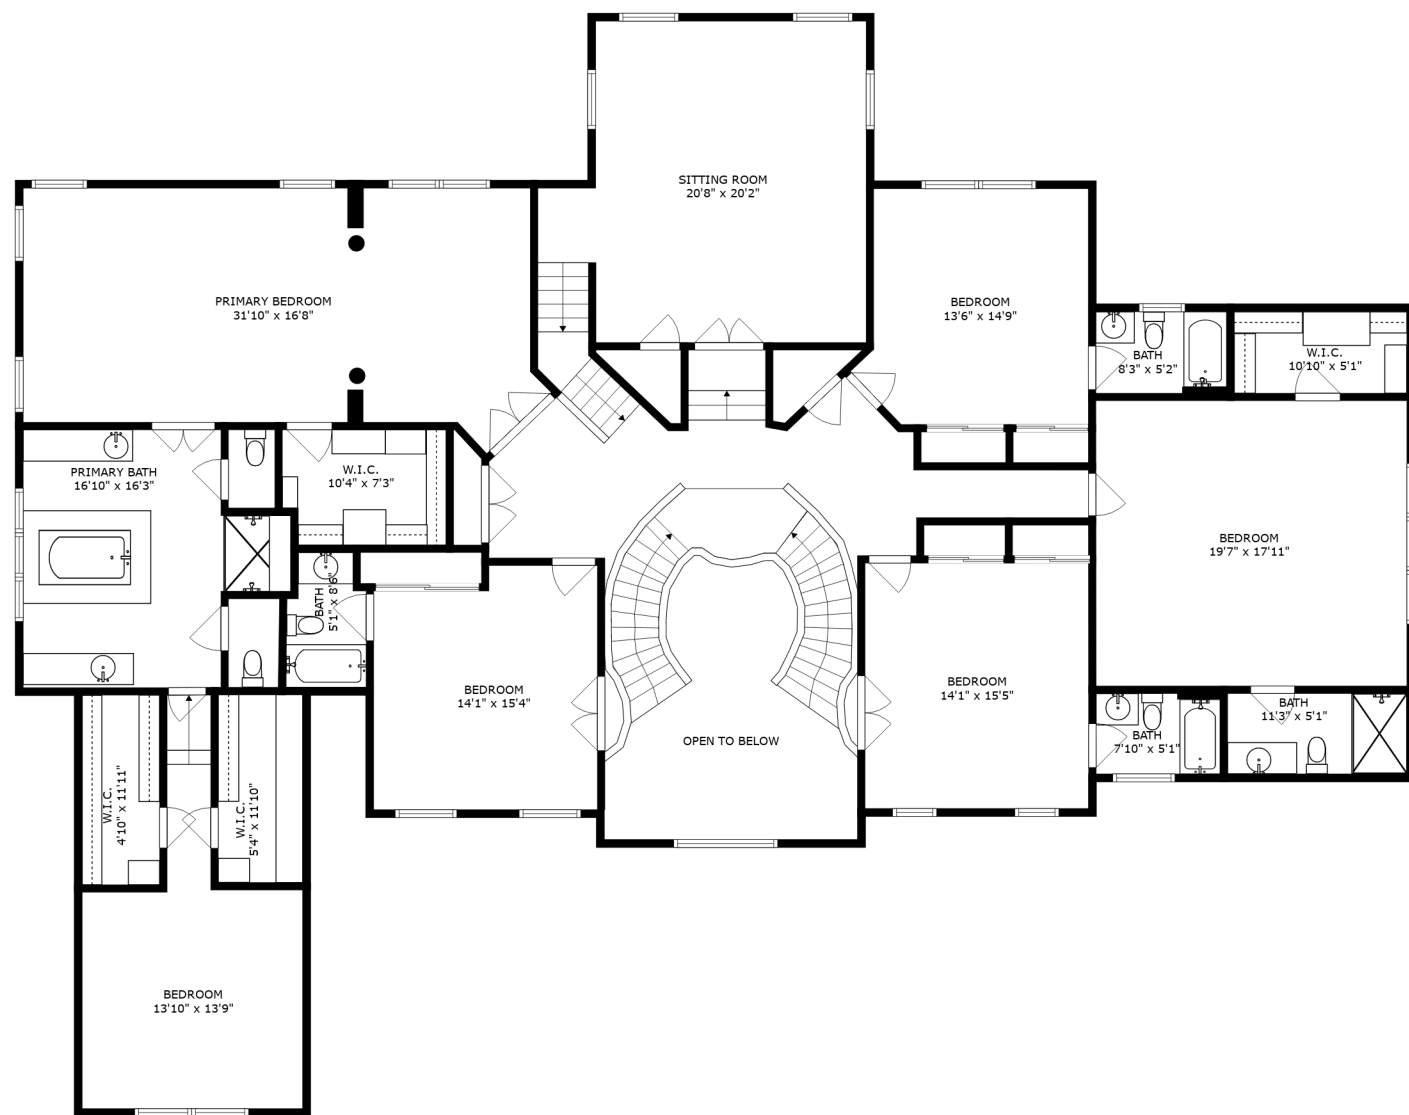 SITTING ROOM
20'8" x 20'2"
PRIMARY BEDROOM
31'10" x 16'8"
BEDROOM
13'6" x 14'9"
BATH
8'3" x 5'2"
W.I.C.
10'10" x 5'1"
PRIMARY BATH
16'10" x 16'3"
W.I.C.
10'4" x 7'3"
BEDROOM
19'7" x 17'11"
BATH
5'1" x 8'6"
BEDROOM
14'1" x 15'4"
BEDROOM
14'1" x 15'5"
OPEN TO BELOW
BATH
7'10" x 5'1"
BATH
11'3" x 5'1"
W.I.C.
4'10" x 11'11"
W.I.C.
5'4" x 11'10"
BEDROOM
13'10" x 13'9"